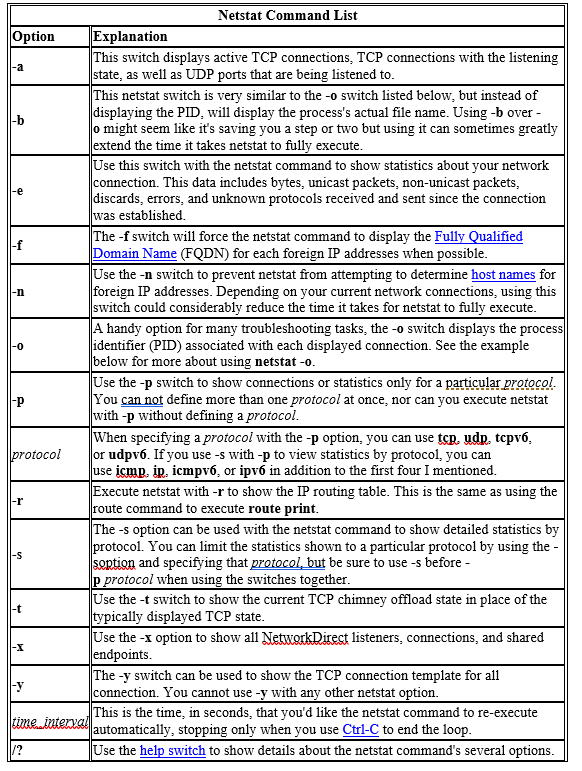 Netstat Command List
Option Explanation
-a This switch displays active TCP connections, TCP connections with the listening
state, as well as UDP ports that are being listened to.
-b This netstat switch is very similar to the -o switch listed below, but instead of
displaying the PID, will display the process's actual file name. Using -b over -
o might seem like it's saving you a step or two but using it can sometimes greatly
extend the time it takes netstat to fully execute.
-e Use this switch with the netstat command to show statistics about your network
connection. This data includes bytes, unicast packets, non-unicast packets,
discards, errors, and unknown protocols received and sent since the connection
was established.
-f The -f switch will force the netstat command to display the Fully Qualified
Domain Name (FQDN) for each foreign IP addresses when possible.
-n Use the -n switch to prevent netstat from attempting to determine host names for
foreign IP addresses. Depending on your current network connections, using this
switch could considerably reduce the time it takes for netstat to fully execute.
-o A handy option for many troubleshooting tasks, the -o switch displays the process
identifier (PID) associated with each displayed connection. See the example
below for more about using netstat -o.
-p Use the -p switch to show connections or statistics only for a particular protocol.
You can not define more than one protocol at once, nor can you execute netstat
with -p without defining a protocol.
protocol When specifying a protocol with the -p option, you can use tcp, udp, tcpv6,
or udpv6. If you use -s with -p to view statistics by protocol, you can
use icmp, ip, icmpv6, or ipv6 in addition to the first four I mentioned.
-r Execute netstat with -r to show the IP routing table. This is the same as using the
route command to execute route print.
-s The -s option can be used with the netstat command to show detailed statistics by
protocol. You can limit the statistics shown to a particular protocol by using the -
soption and specifying that protocol, but be sure to use -s before -
p protocol when using the switches together.
-t Use the -t switch to show the current TCP chimney offload state in place of the
typically displayed TCP state.
-x Use the -x option to show all NetworkDirect listeners, connections, and shared
endpoints.
-y The -y switch can be used to show the TCP connection template for all
connection. You cannot use -y with any other netstat option.
time_interval This is the time, in seconds, that you'd like the netstat command to re-execute
automatically, stopping only when you use Ctrl-C to end the loop.
/? Use the help switch to show details about the netstat command's several options.